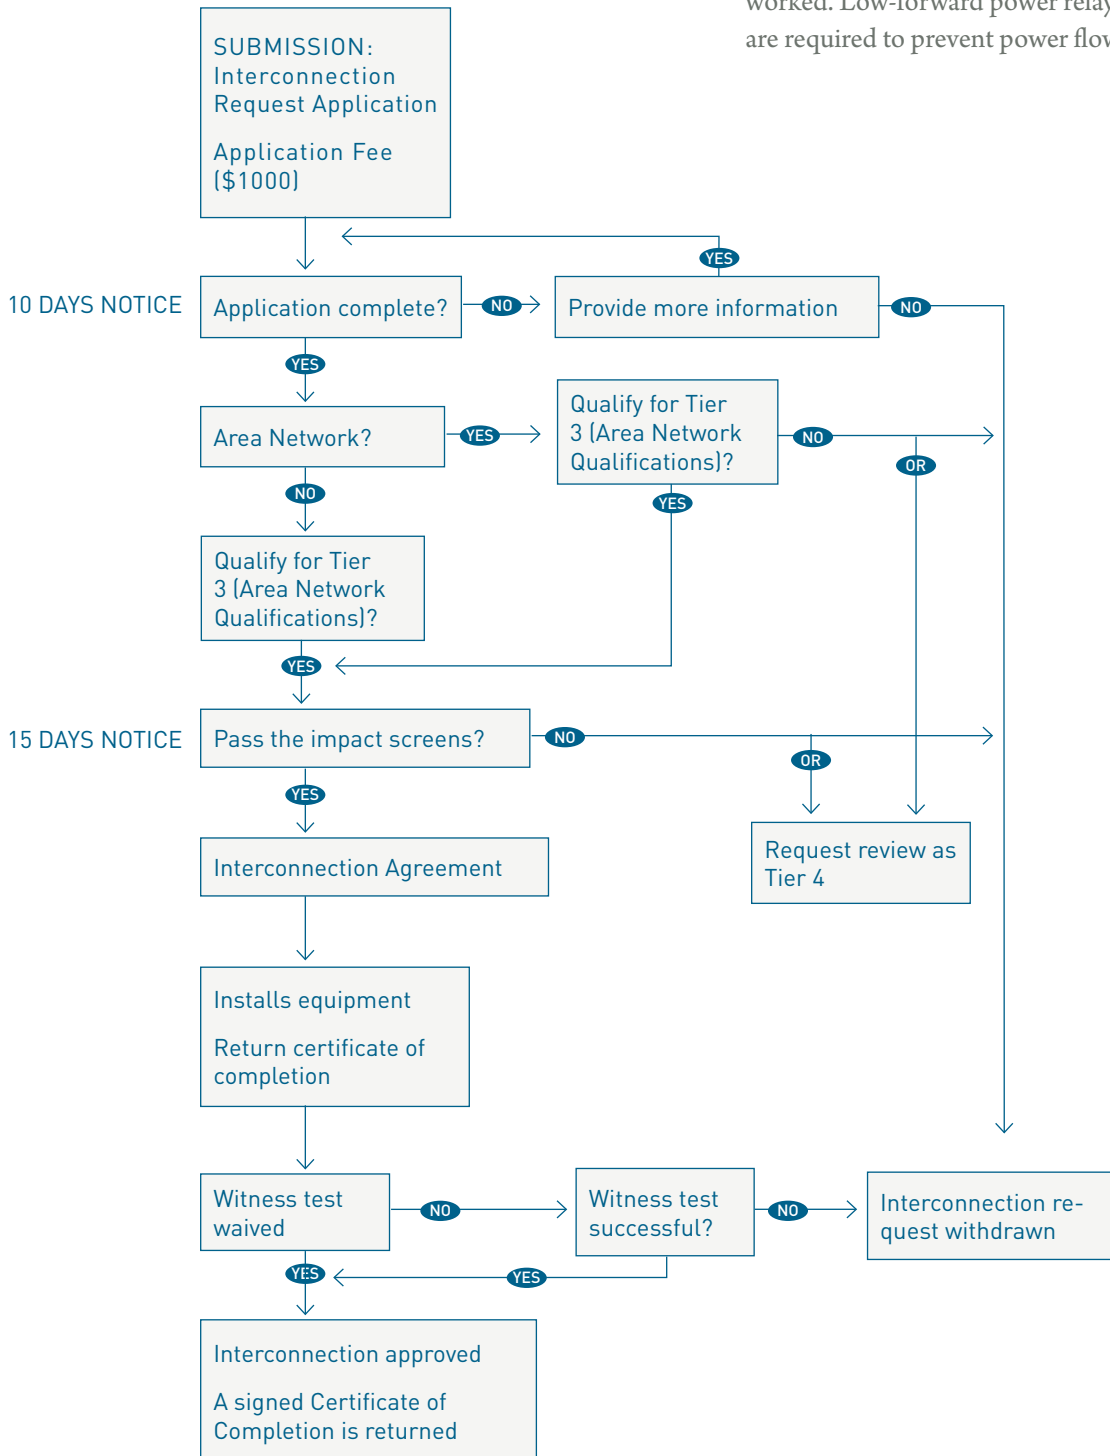 worked. Low-forward power relay
are required to prevent power flow
SUBMISSION:
Interconnection
Request Application
Application Fee
($1000)
YES
10 DAYS NOTICE
Application complete?
NO
Provide more information
NO
YES
Area Network?
YES
Qualify for Tier
3 (Area Network
Qualifications)?
NO
OR
NO
YES
Qualify for Tier
3 (Area Network
Qualifications)?
YES
15 DAYS NOTICE
Pass the impact screens?
NO
OR
YES
Request review as
Tier 4
Interconnection Agreement
Installs equipment
Return certificate of
completion
Witness test
waived
NO
Witness test
successful?
NO
Interconnection re-
quest withdrawn
YES
YES
Interconnection approved
A signed Certificate of
Completion is returned